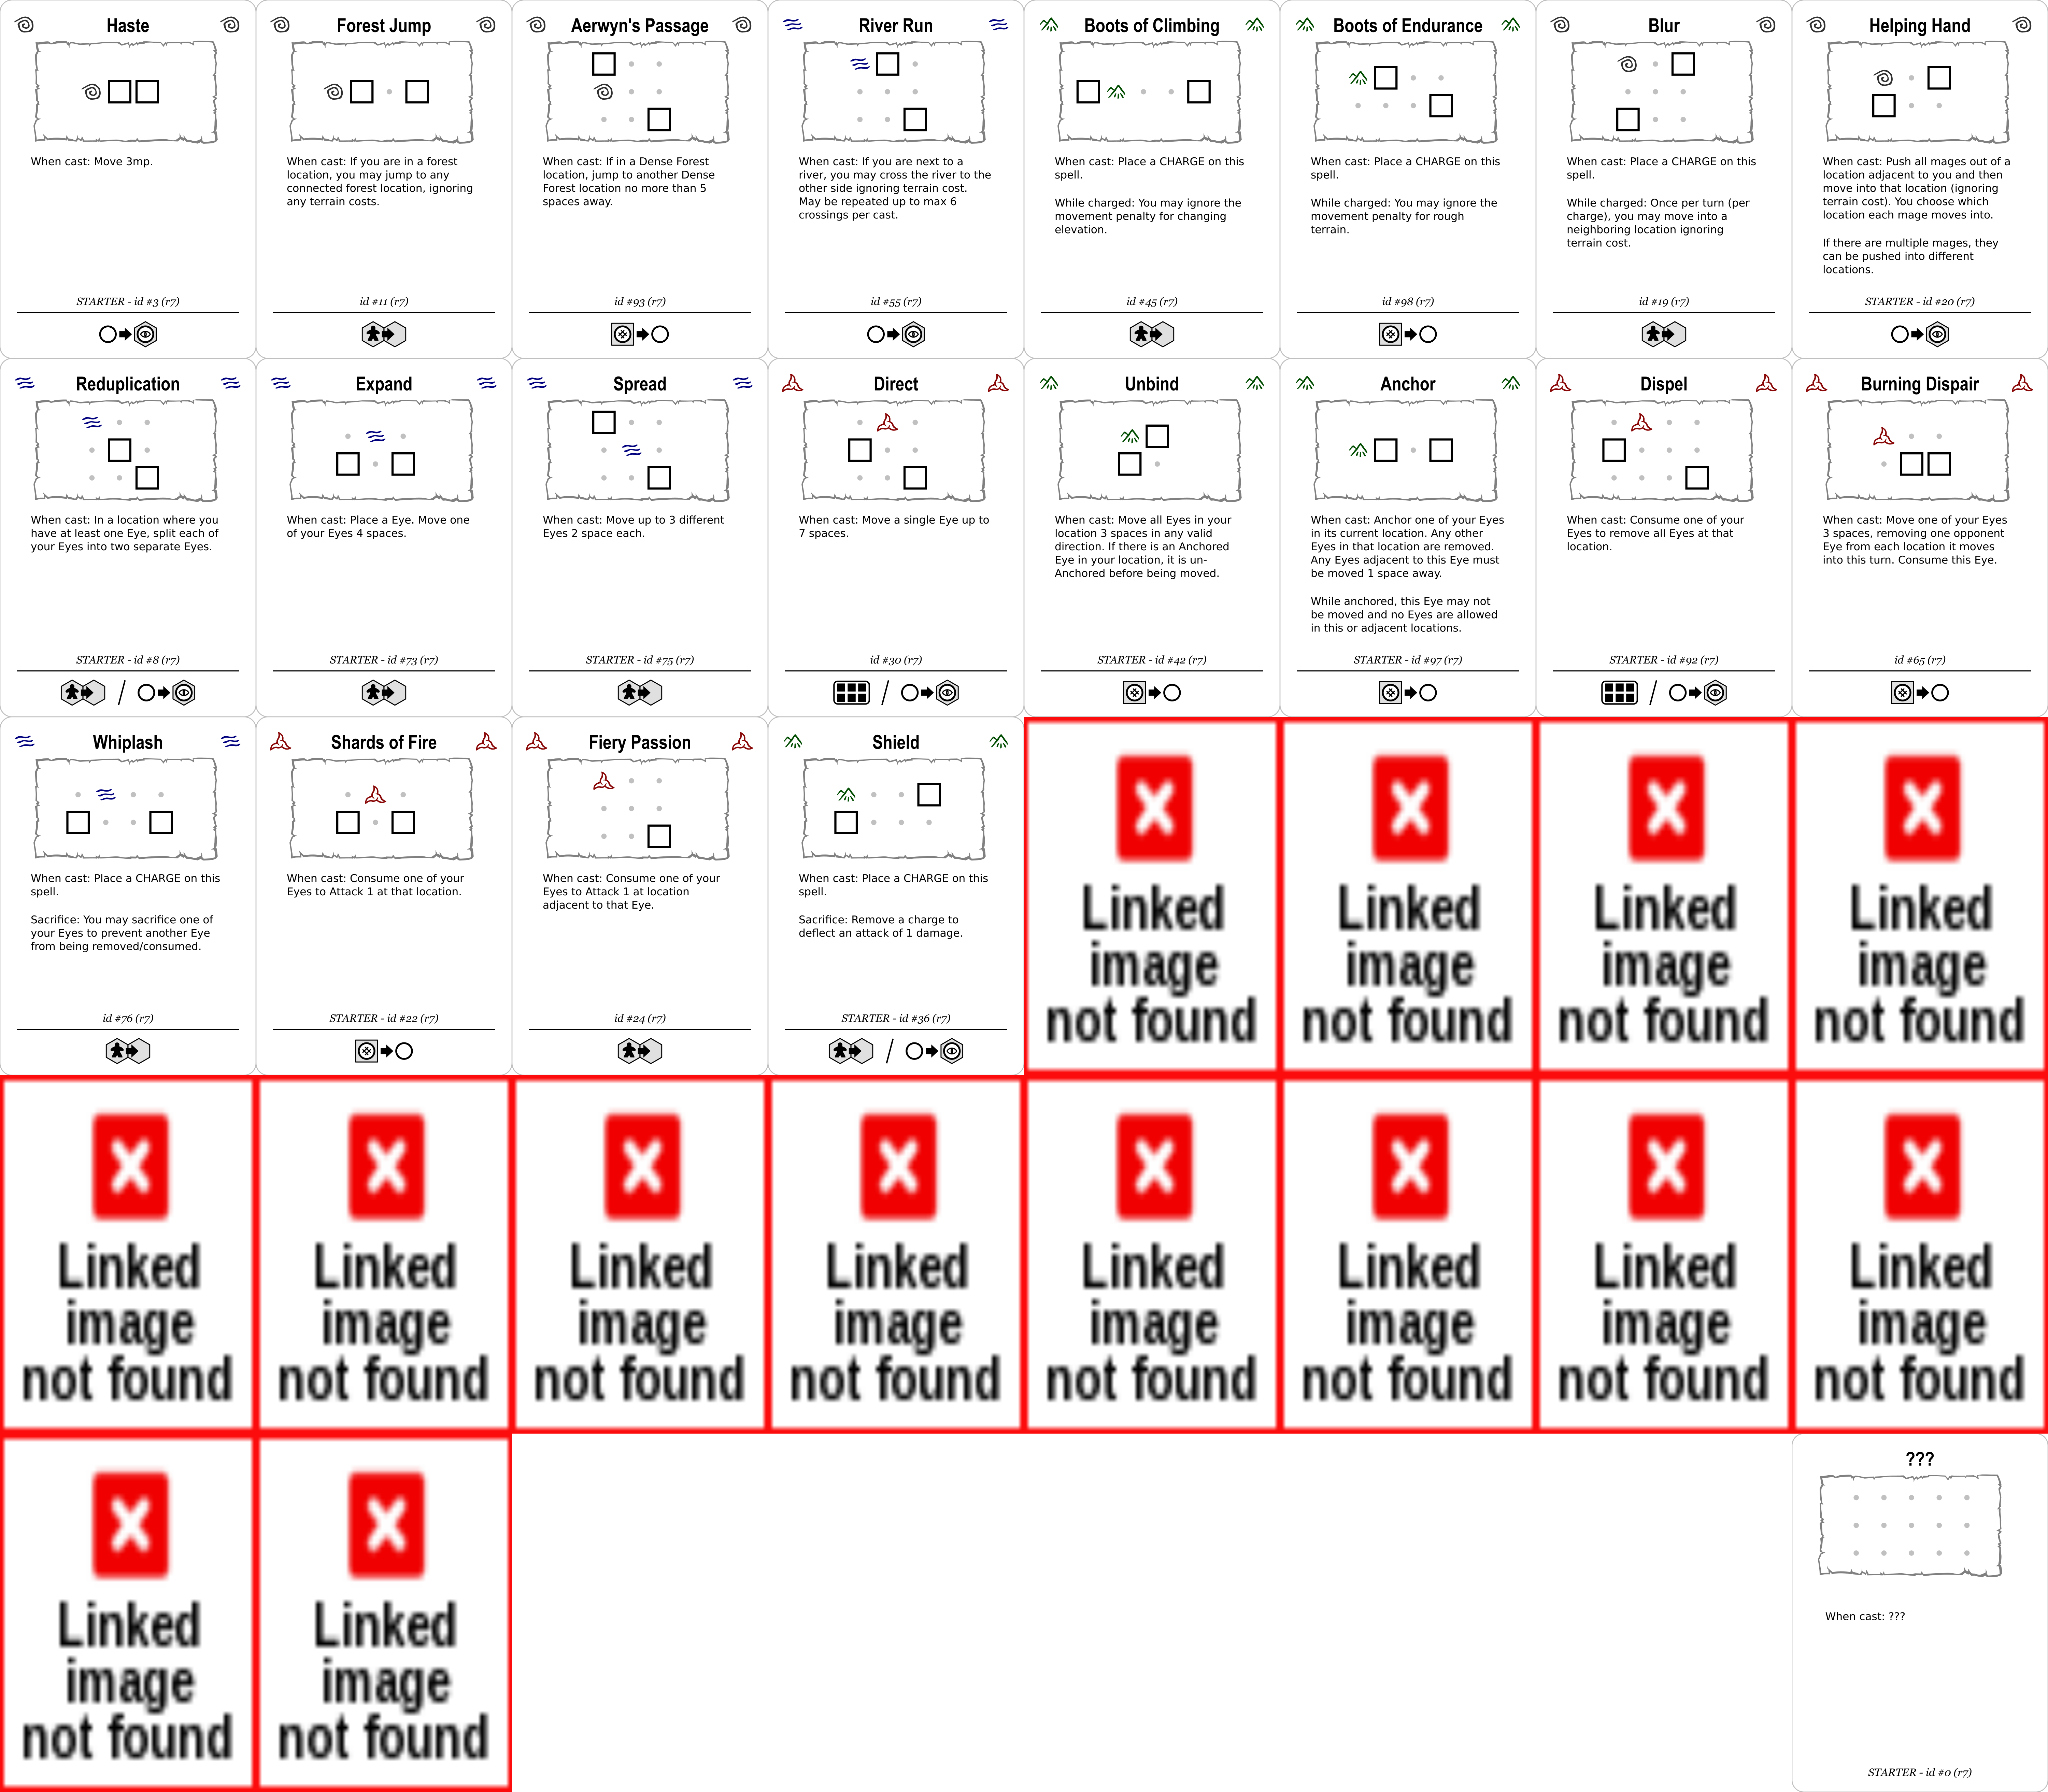 Haste
When cast: Move 3mp.
STARTER - id #3 (r7)
Forest Jump
When cast: If you are in a forest
location, you may jump to any
connected forest location, ignoring
any terrain costs.
id #11 (r7)
Aerwyn's Passage
When cast: If in a Dense Forest
location, jump to another Dense
Forest location no more than 5
spaces away.
id #93 (r7)
River Run
When cast: If you are next to a
river, you may cross the river to the
other side ignoring terrain cost.
May be repeated up to max 6
crossings per cast.
id #55 (r7)
Boots of Climbing
When cast: Place a CHARGE on this
spell.
While charged: You may ignore the
movement penalty for changing
elevation.
id #45 (r7)
Boots of Endurance
When cast: Place a CHARGE on this
spell.
While charged: You may ignore the
movement penalty for rough
terrain.
id #98 (r7)
Blur
When cast: Place a CHARGE on this
spell.
While charged: Once per turn (per
charge), you may move into a
neighboring location ignoring
terrain cost.
id #19 (r7)
Helping Hand
When cast: Push all mages out of a
location adjacent to you and then
move into that location (ignoring
terrain cost). You choose which
location each mage moves into.
If there are multiple mages, they
can be pushed into different
locations.
STARTER - id #20 (r7)
Reduplication
When cast: In a location where you
have at least one Eye, split each of
your Eyes into two separate Eyes.
STARTER - id #8 (r7)
Expand
When cast: Place a Eye. Move one
of your Eyes 4 spaces.
STARTER - id #73 (r7)
Spread
When cast: Move up to 3 different
Eyes 2 space each.
STARTER - id #75 (r7)
Direct
When cast: Move a single Eye up to
7 spaces.
id #30 (r7)
Unbind
When cast: Move all Eyes in your
location 3 spaces in any valid
direction. If there is an Anchored
Eye in your location, it is un-
Anchored before being moved.
STARTER - id #42 (r7)
Anchor
When cast: Anchor one of your Eyes
in its current location. Any other
Eyes in that location are removed.
Any Eyes adjacent to this Eye must
be moved 1 space away.
While anchored, this Eye may not
be moved and no Eyes are allowed
in this or adjacent locations.
STARTER - id #97 (r7)
Dispel
When cast: Consume one of your
Eyes to remove all Eyes at that
location.
STARTER - id #92 (r7)
Burning Dispair
When cast: Move one of your Eyes
3 spaces, removing one opponent
Eye from each location it moves
into this turn. Consume this Eye.
id #65 (r7)
Whiplash
When cast: Place a CHARGE on this
spell.
Sacrifice: You may sacrifice one of
your Eyes to prevent another Eye
from being removed/consumed.
id #76 (r7)
Shards of Fire
When cast: Consume one of your
Eyes to Attack 1 at that location.
STARTER - id #22 (r7)
Fiery Passion
When cast: Consume one of your
Eyes to Attack 1 at location
adjacent to that Eye.
id #24 (r7)
Shield
When cast: Place a CHARGE on this
spell.
Sacrifice: Remove a charge to
deflect an attack of 1 damage.
STARTER - id #36 (r7)
Linked
image
not found
Linked
image
not found
Linked
image
not found
Linked
image
not found
Linked
image
not found
Linked
image
not found
Linked
image
not found
Linked
image
not found
Linked
image
not found
Linked
image
not found
Linked
image
not found
Linked
image
not found
Linked
image
not found
Linked
image
not found
???
When cast: ???
STARTER - id #0 (r7)